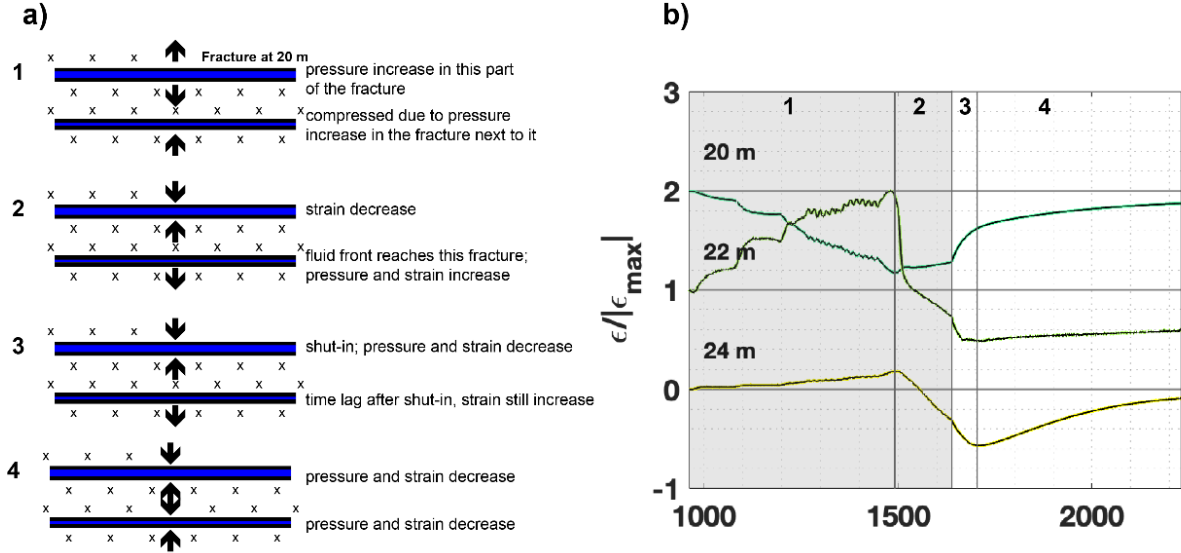 a)
1
Fracture at 20 m
pressure increase in this part
of the fracture
compressed due to pressure
increase in the fracture next to it
2
strain decrease
fluid front reaches this fracture;
pressure and strain increase
3
shut-in; pressure and strain decrease
time lag after shut-in, strain still increase
4
pressure and strain decrease
pressure and strain decrease
b)
ϵ/|ϵmax|
3
2
1
0
-1
1 2 3 4
20 m
22 m
24 m
1000 1500 2000